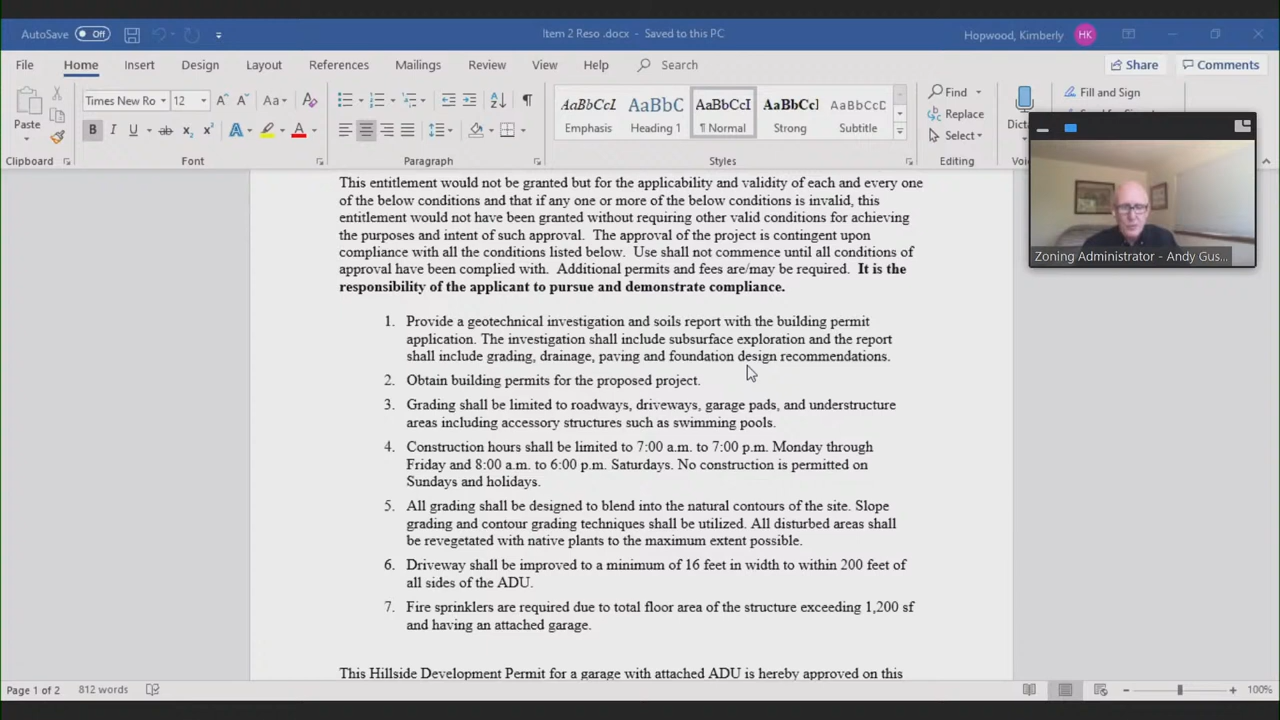 AutoSave Off Item 2 Reso .docx - Saved to this PC Hopwood, Kimberly HK
File Home Insert Design Layout References Mailings Review View Help Search Share Comments
Times New Ro 12 Aa
AaBbCcI AaBbC AaBbCcI AaBbCcI AaBbCcI
Find Fill and Sign
Paste B I U ab x2 x2 A A
Emphasis Heading 1 ¶ Normal Strong Subtitle
Replace
Select
Clipboard Font Paragraph Styles Editing
This entitlement would not be granted but for the applicability and validity of each and every one
of the below conditions and that if any one or more of the below conditions is invalid, this
entitlement would not have been granted without requiring other valid conditions for achieving
the purposes and intent of such approval. The approval of the project is contingent upon
compliance with all the conditions listed below. Use shall not commence until all conditions of
approval have been complied with. Additional permits and fees are/may be required. It is the
responsibility of the applicant to pursue and demonstrate compliance.
Zoning Administrator - Andy Gus...
1. Provide a geotechnical investigation and soils report with the building permit
application. The investigation shall include subsurface exploration and the report
shall include grading, drainage, paving and foundation design recommendations.
2. Obtain building permits for the proposed project.
3. Grading shall be limited to roadways, driveways, garage pads, and understructure
areas including accessory structures such as swimming pools.
4. Construction hours shall be limited to 7:00 a.m. to 7:00 p.m. Monday through
Friday and 8:00 a.m. to 6:00 p.m. Saturdays. No construction is permitted on
Sundays and holidays.
5. All grading shall be designed to blend into the natural contours of the site. Slope
grading and contour grading techniques shall be utilized. All disturbed areas shall
be revegetated with native plants to the maximum extent possible.
6. Driveway shall be improved to a minimum of 16 feet in width to within 200 feet of
all sides of the ADU.
7. Fire sprinklers are required due to total floor area of the structure exceeding 1,200 sf
and having an attached garage.
This Hillside Development Permit for a garage with attached ADU is hereby approved on this
Page 1 of 2 812 words 100%